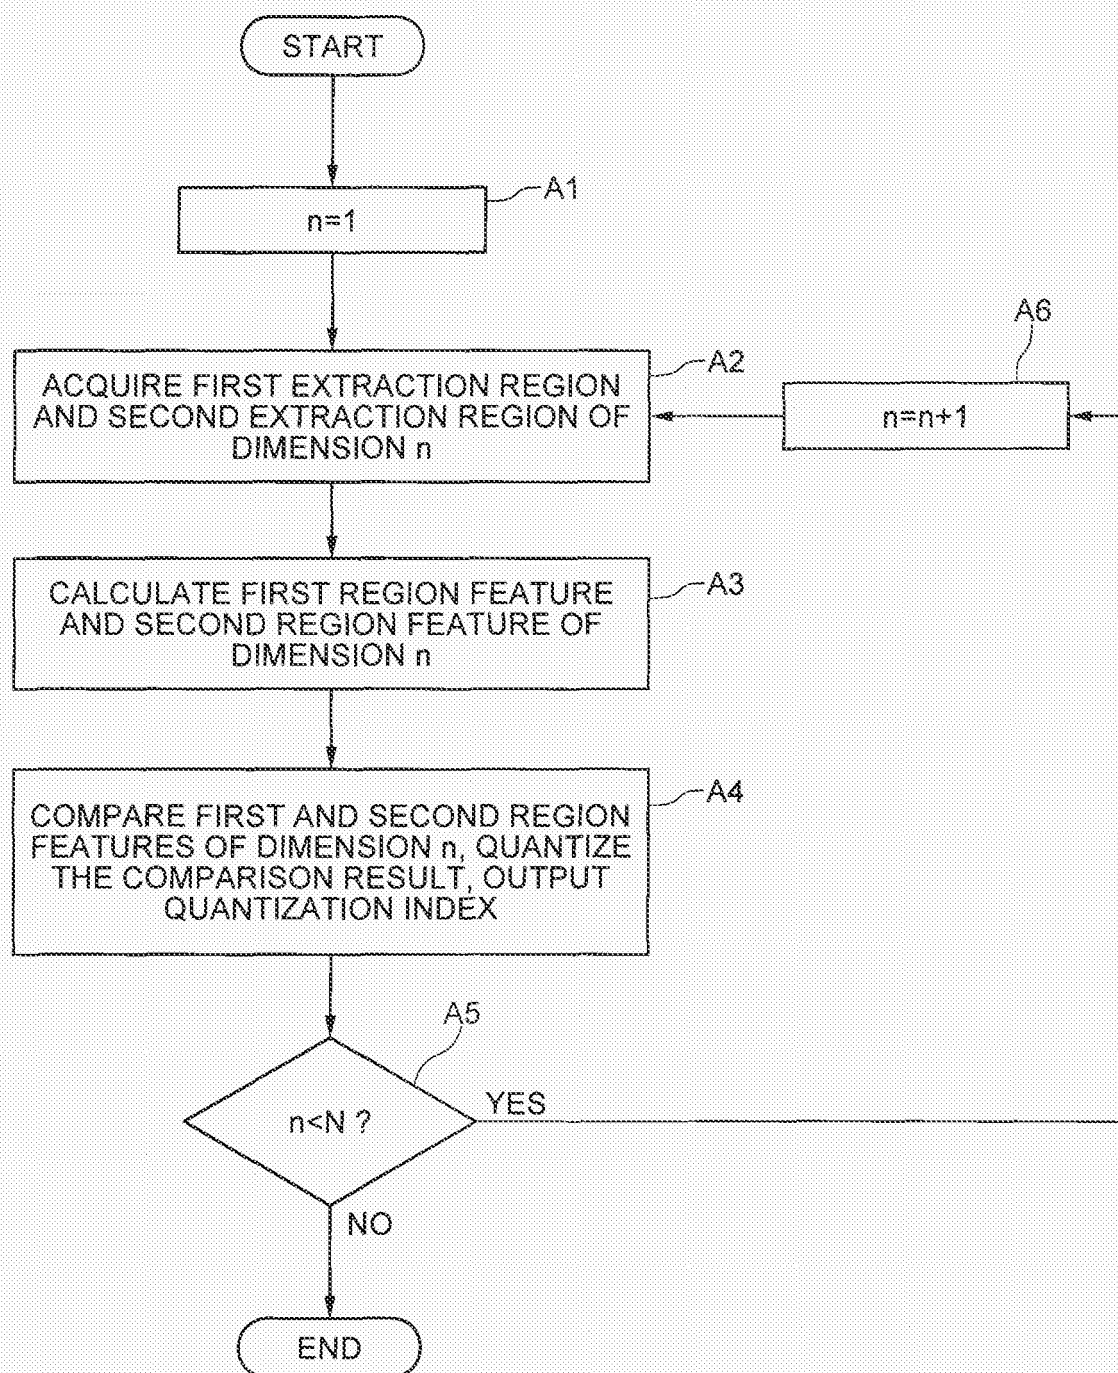 START
A1
n=1
A6
A2
ACQUIRE FIRST EXTRACTION REGION
AND SECOND EXTRACTION REGION OF
DIMENSION n
n=n+1
A3
CALCULATE FIRST REGION FEATURE
AND SECOND REGION FEATURE OF
DIMENSION n
A4
COMPARE FIRST AND SECOND REGION
FEATURES OF DIMENSION n, QUANTIZE
THE COMPARISON RESULT, OUTPUT
QUANTIZATION INDEX
A5
n<N ?
YES
NO
END